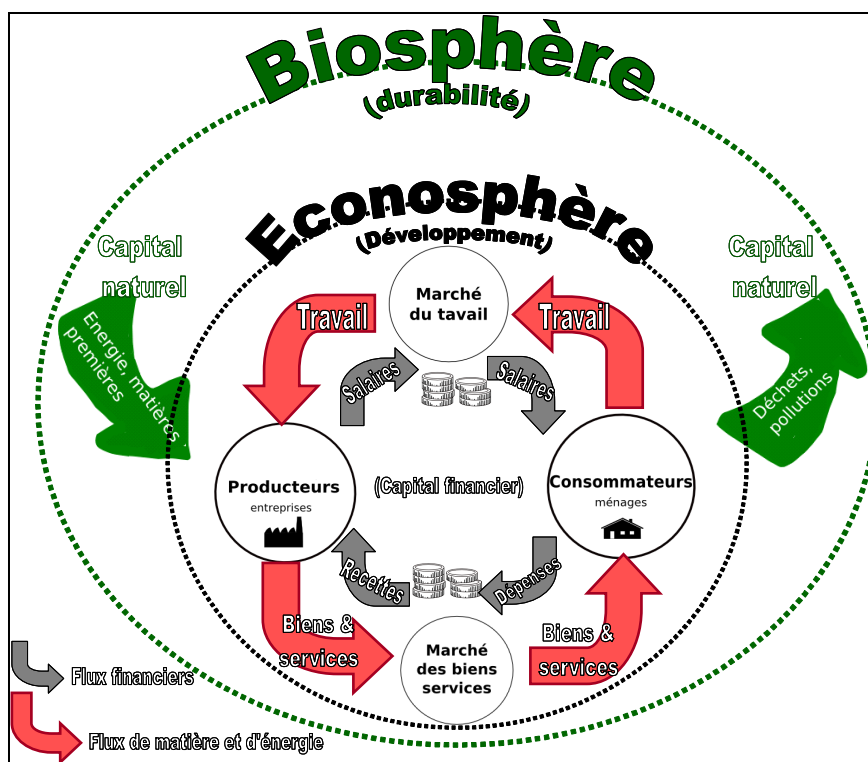 Biosphère
(durabilité)
Econosphère
(Développement)
Capital
naturel
Capital
naturel
Energie, matières
premières
Déchets,
pollutions
Marché
du tavail
Travail
Travail
Salaires
Salaires
Producteurs
entreprises
(Capital financier)
Consommateurs
ménages
Recettes
Dépenses
Biens &
services
Marché
des biens
services
Biens &
services
Flux financiers
Flux de matière et d'énergie